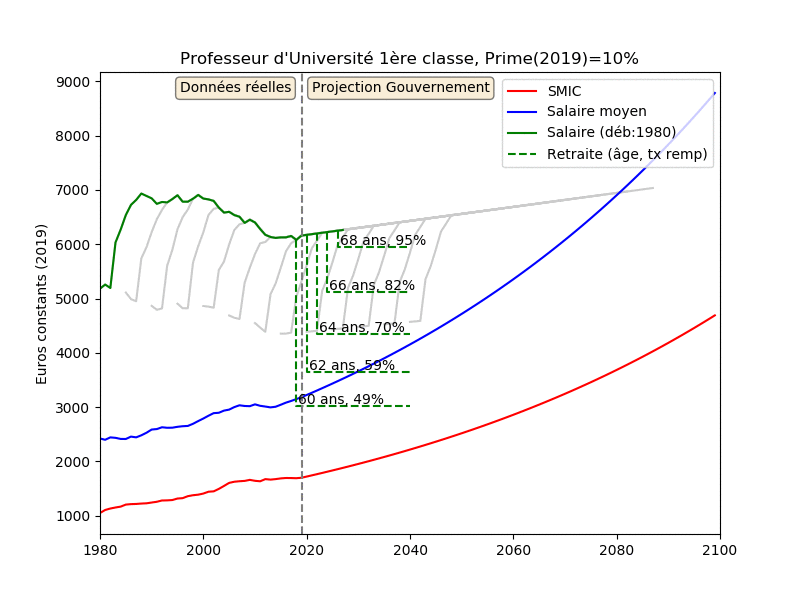 Professeur d'Université 1ère classe, Prime(2019)=10%
Données réelles
Projection Gouvernement
SMIC
Salaire moyen
Salaire (déb:1980)
Retraite (âge, tx remp)
Euros constants (2019)
9000
8000
7000
6000
5000
4000
3000
2000
1000
68 ans, 95%
66 ans, 82%
64 ans, 70%
62 ans, 59%
60 ans, 49%
1980
2000
2020
2040
2060
2080
2100